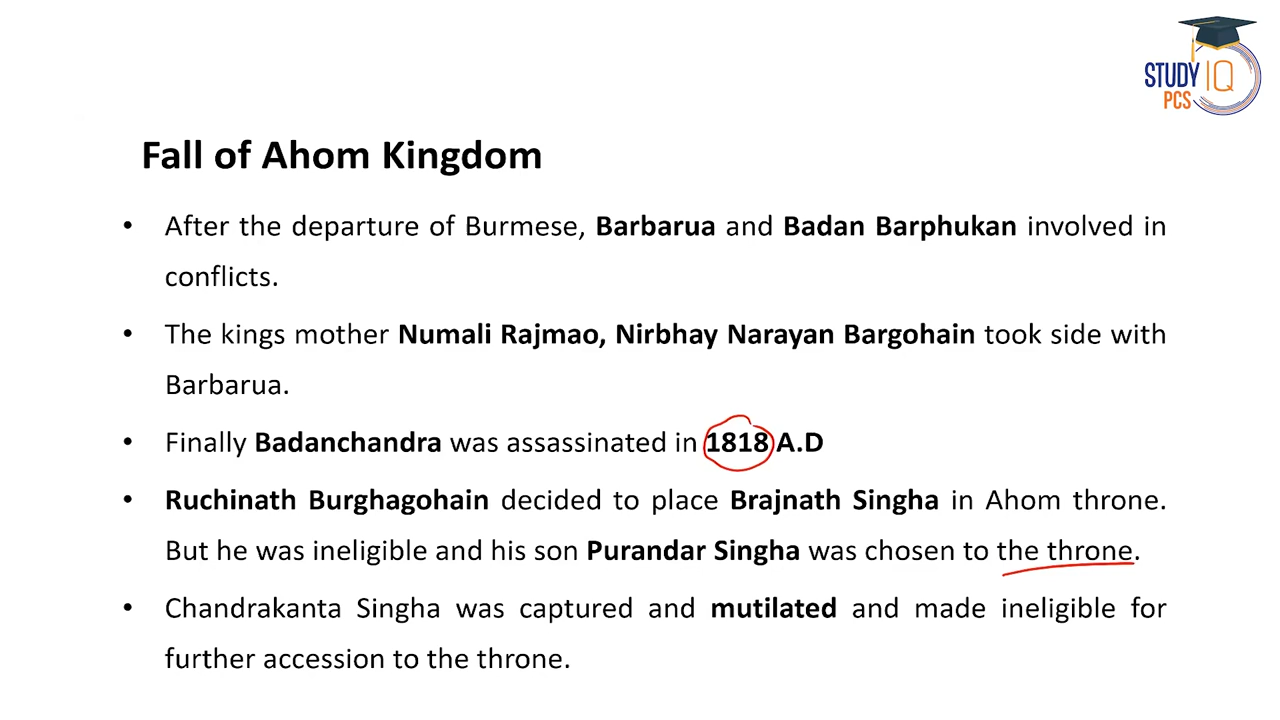 STUDY IQ
PCS
Fall of Ahom Kingdom
• After the departure of Burmese, Barbarua and Badan Barphukan involved in
conflicts.
• The kings mother Numali Rajmao, Nirbhay Narayan Bargohain took side with
Barbarua.
• Finally Badanchandra was assassinated in 1818 A.D
• Ruchinath Burghagohain decided to place Brajnath Singha in Ahom throne.
But he was ineligible and his son Purandar Singha was chosen to the throne.
• Chandrakanta Singha was captured and mutilated and made ineligible for
further accession to the throne.